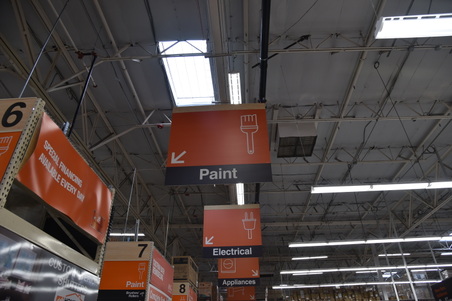 6
SPECIAL FINANCING
AVAILABLE EVERY DAY
Paint
Electrical
Appliances
7
Paint
8